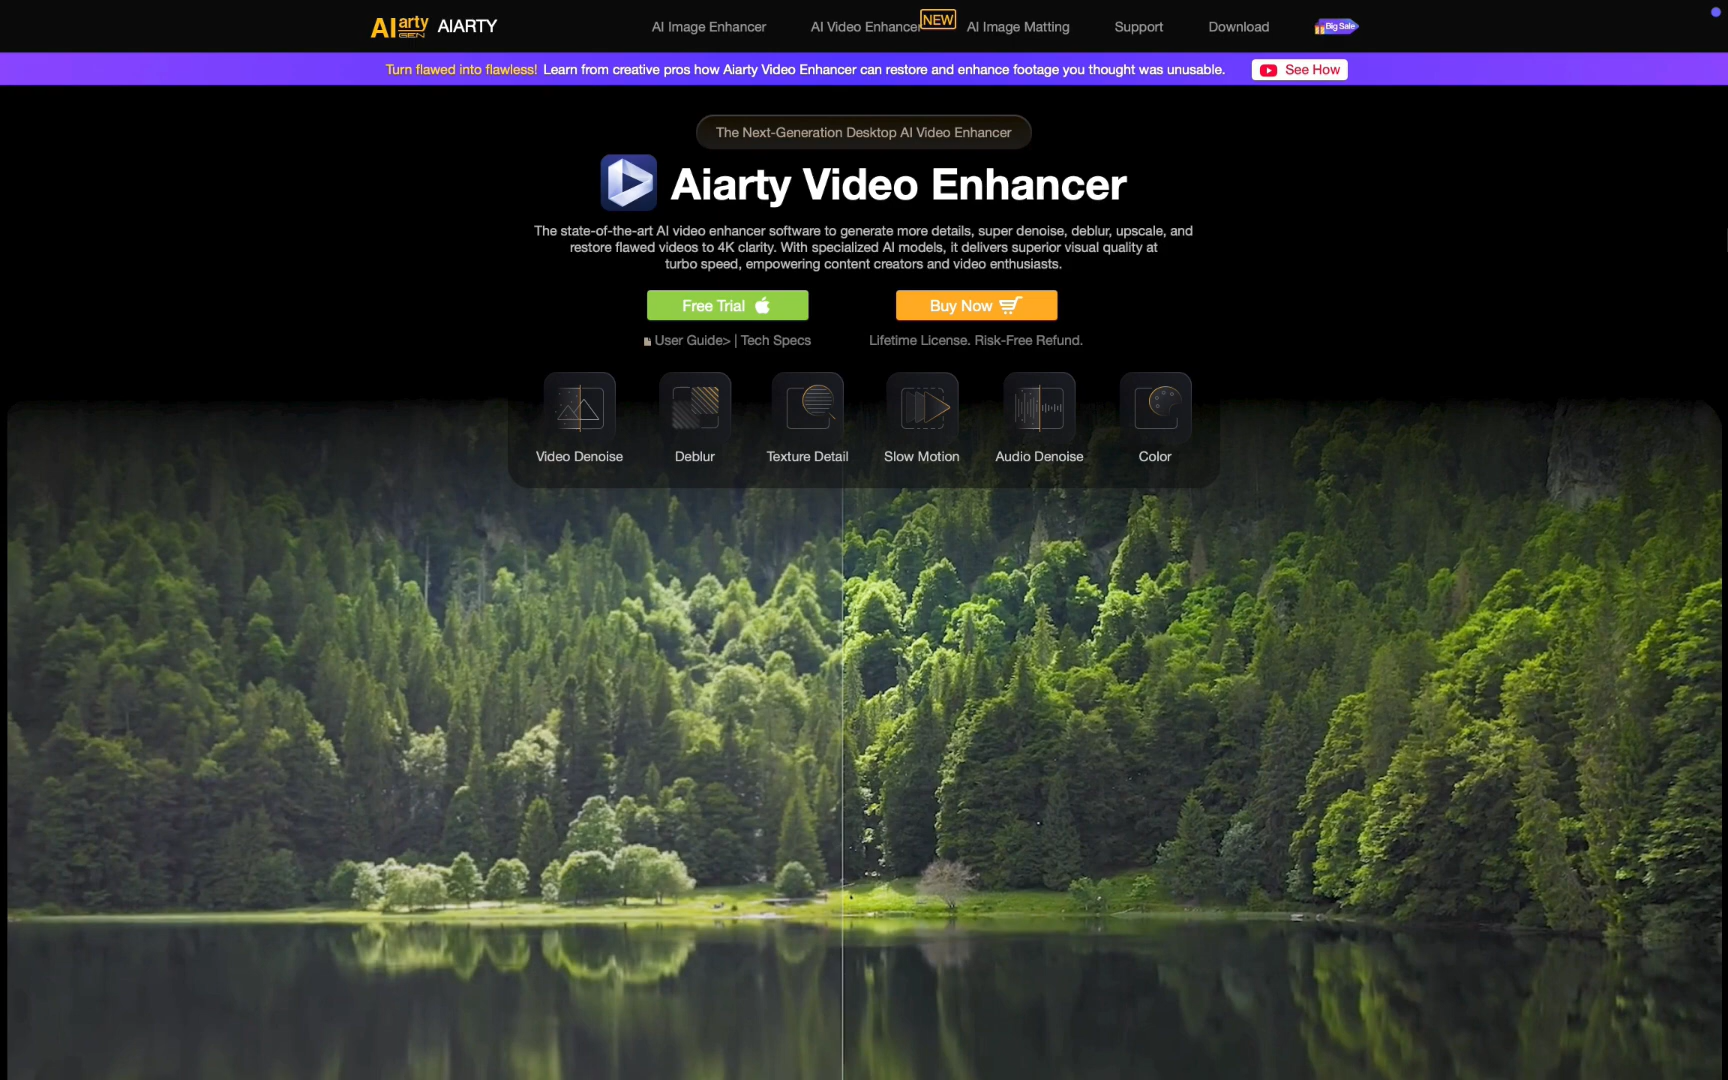 AI arty GEN AIARTY
AI Image Enhancer
AI Video Enhancer
NEW
AI Image Matting
Support
Download
Big Sale
Turn flawed into flawless! Learn from creative pros how Aiarty Video Enhancer can restore and enhance footage you thought was unusable.
See How
The Next-Generation Desktop AI Video Enhancer
Aiarty Video Enhancer
The state-of-the-art AI video enhancer software to generate more details, super denoise, deblur, upscale, and
restore flawed videos to 4K clarity. With specialized AI models, it delivers superior visual quality at
turbo speed, empowering content creators and video enthusiasts.
Free Trial
Buy Now
User Guide> | Tech Specs
Lifetime License. Risk-Free Refund.
Video Denoise
Deblur
Texture Detail
Slow Motion
Audio Denoise
Color